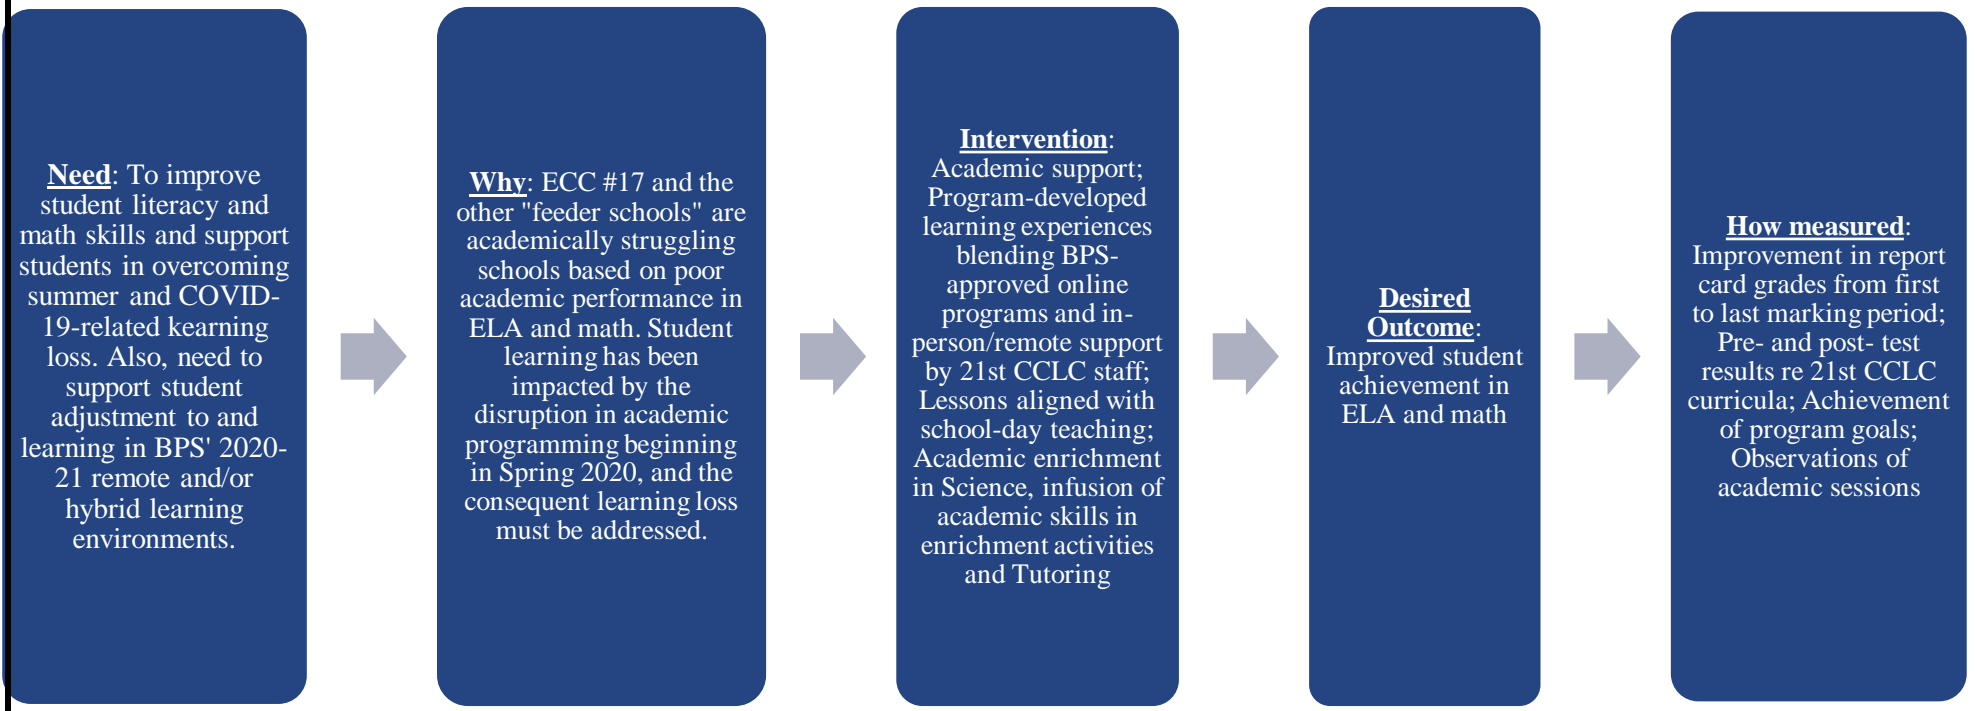 Need: To improve
student literacy and
math skills and support
students in overcoming
summer and COVID-
19-related kearning
loss. Also, need to
support student
adjustment to and
learning in BPS' 2020-
21 remote and/or
hybrid learning
environments.
Why: ECC #17 and the
other "feeder schools" are
academically struggling
schools based on poor
academic performance in
ELA and math. Student
learning has been
impacted by the
disruption in academic
programming beginning
in Spring 2020, and the
consequent learning loss
must be addressed.
Intervention:
Academic support;
Program-developed
learning experiences
blending BPS-
approved online
programs and in-
person/remote support
by 21st CCLC staff;
Lessons aligned with
school-day teaching;
Academic enrichment
in Science, infusion of
academic skills in
enrichment activities
and Tutoring
Desired
Outcome:
Improved student
achievement in
ELA and math
How measured:
Improvement in report
card grades from first
to last marking period;
Pre- and post- test
results re 21st CCLC
curricula; Achievement
of program goals;
Observations of
academic sessions